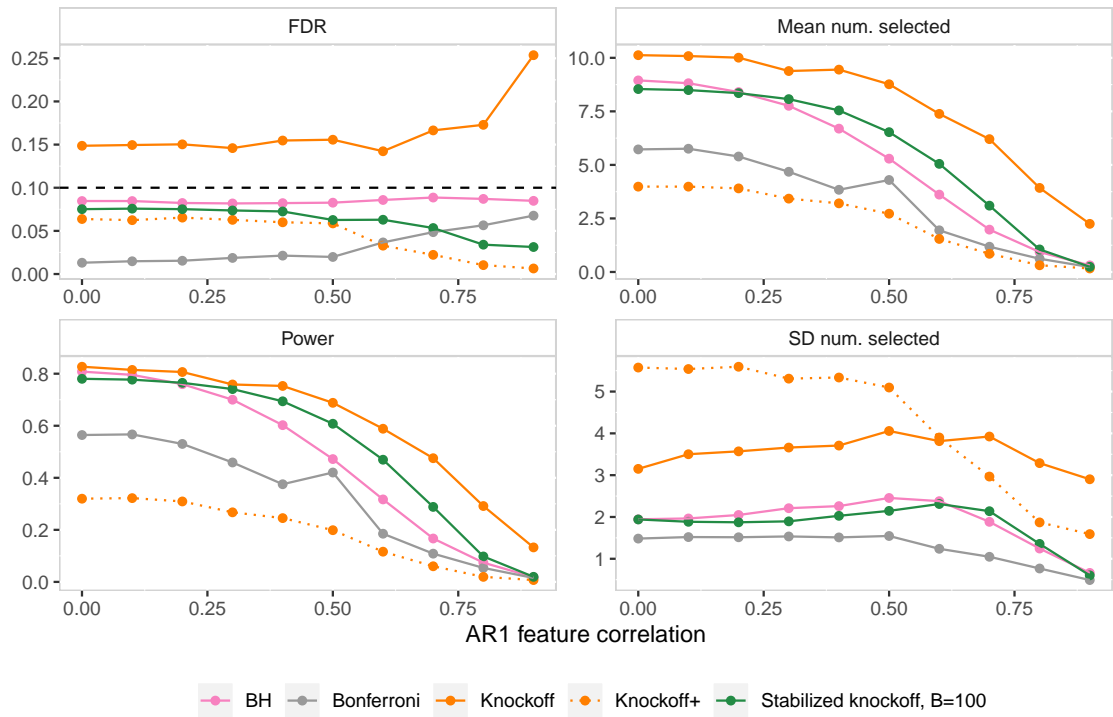 FDR
0.25
0.20
0.15
0.10
0.05
0.00
0.00 0.25 0.50 0.75
Mean num. selected
10.0
7.5
5.0
2.5
0.0
0.00 0.25 0.50 0.75
Power
0.8
0.6
0.4
0.2
0.0
0.00 0.25 0.50 0.75
SD num. selected
5
4
3
2
1
0.00 0.25 0.50 0.75
AR1 feature correlation
BH Bonferroni Knockoff Knockoff+ Stabilized knockoff, B=100